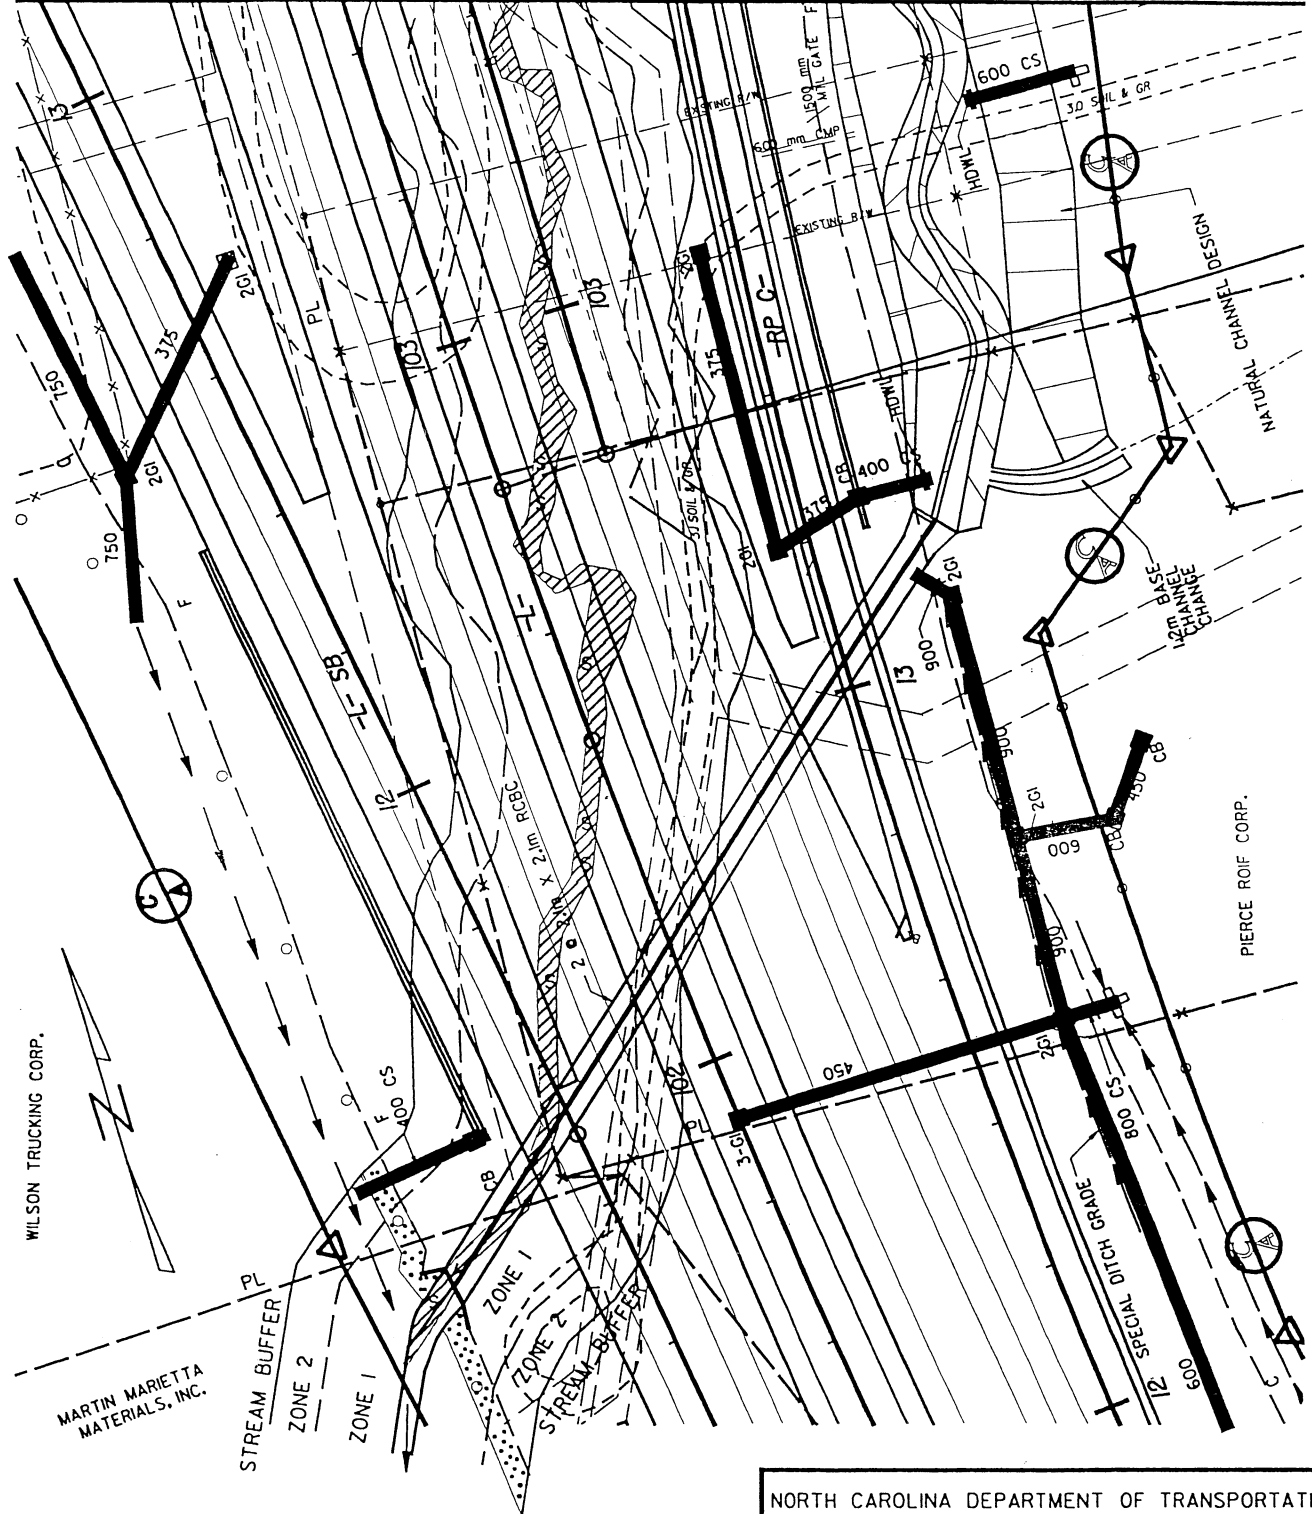 13
600 CS
1500 mm
MTL GATE
F
EXISTING R/W
600 mm CMP
30 SOIL & GR
C
A
HDWL
EXISTING R/W
NATURAL CHANNEL DESIGN
2GI
PL
375
750
103
103
2GI
375
-RP C-
HDWL
2GI
750
CB
400 CS
375
2GI
SOIL & GR
C
A
1.2m BASE
CHANNEL
CHANGE
F
2GI
900
13
-L-
-L- SB
12
900
2GI
CB
450
CB
600
2.1m X 2.1m RCBC
C
A
900
PIERCE ROIF CORP.
WILSON TRUCKING CORP.
N
F
400 CS
CB
102
450
2GI
PL
3-GI
800 CS
SPECIAL DITCH GRADE
C
A
12
600
C
PL
MARTIN MARIETTA
MATERIALS, INC.
STREAM BUFFER
ZONE 2
ZONE 1
ZONE 1
ZONE 2
STREAM BUFFER
NORTH CAROLINA DEPARTMENT OF TRANSPORTATI